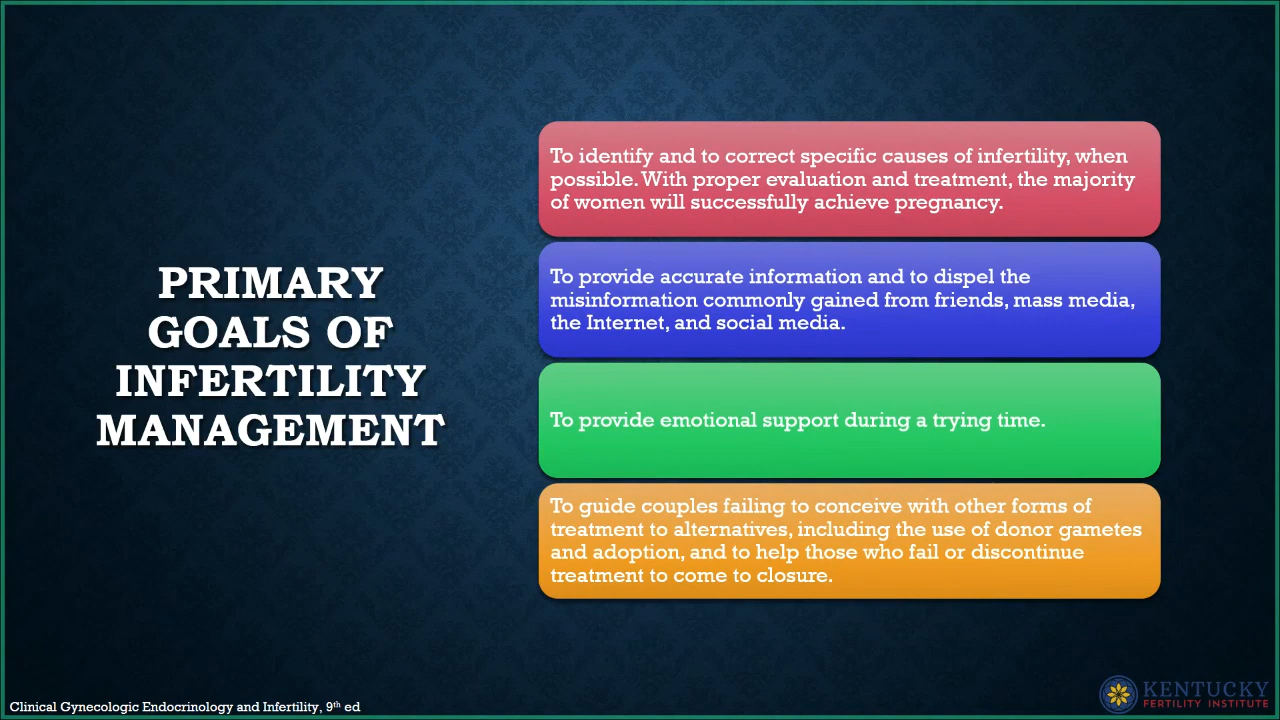 PRIMARY
GOALS OF
INFERTILITY
MANAGEMENT
To identify and to correct specific causes of infertility, when
possible. With proper evaluation and treatment, the majority
of women will successfully achieve pregnancy.
To provide accurate information and to dispel the
misinformation commonly gained from friends, mass media,
the Internet, and social media.
To provide emotional support during a trying time.
To guide couples failing to conceive with other forms of
treatment to alternatives, including the use of donor gametes
and adoption, and to help those who fail or discontinue
treatment to come to closure.
Clinical Gynecologic Endocrinology and Infertility, 9th ed
KENTUCKY
FERTILITY INSTITUTE